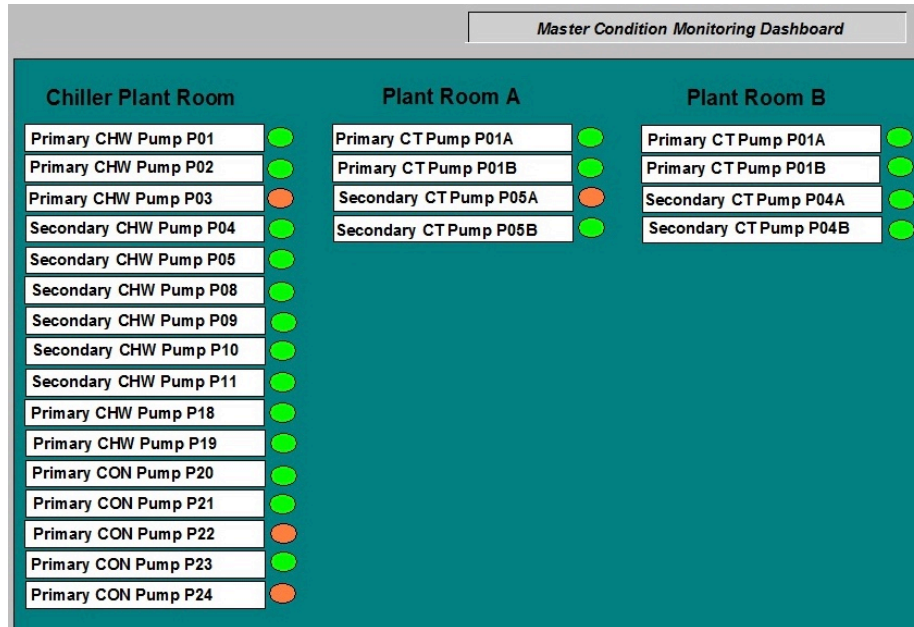 Master Condition Monitoring Dashboard
Chiller Plant Room
Primary CHW Pump P01
Primary CHW Pump P02
Primary CHW Pump P03
Secondary CHW Pump P04
Secondary CHW Pump P05
Secondary CHW Pump P08
Secondary CHW Pump P09
Secondary CHW Pump P10
Secondary CHW Pump P11
Primary CHW Pump P18
Primary CHW Pump P19
Primary CON Pump P20
Primary CON Pump P21
Primary CON Pump P22
Primary CON Pump P23
Primary CON Pump P24
Plant Room A
Primary CT Pump P01A
Primary CT Pump P01B
Secondary CT Pump P05A
Secondary CT Pump P05B
Plant Room B
Primary CT Pump P01A
Primary CT Pump P01B
Secondary CT Pump P04A
Secondary CT Pump P04B